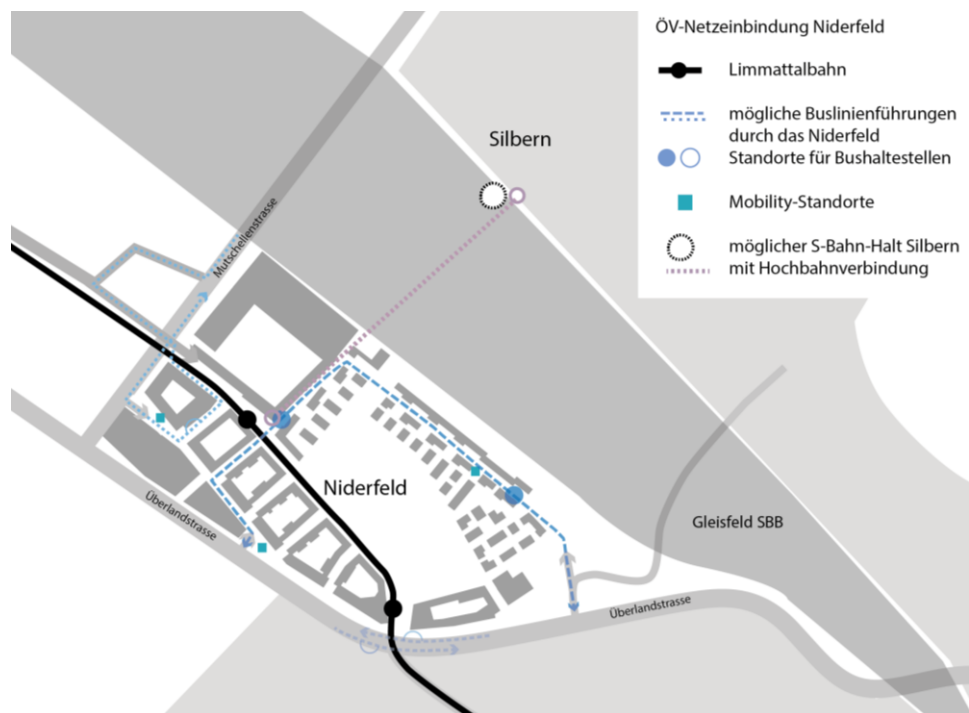 ÖV-Netzeinbindung Niderfeld
Limmattalbahn
mögliche Buslinienführungen
durch das Niderfeld
Standorte für Bushaltestellen
Mobility-Standorte
möglicher S-Bahn-Halt Silbern
mit Hochbahnverbindung
Silbern
Mutschellenstrasse
Niderfeld
Überlandstrasse
Gleisfeld SBB
Überlandstrasse